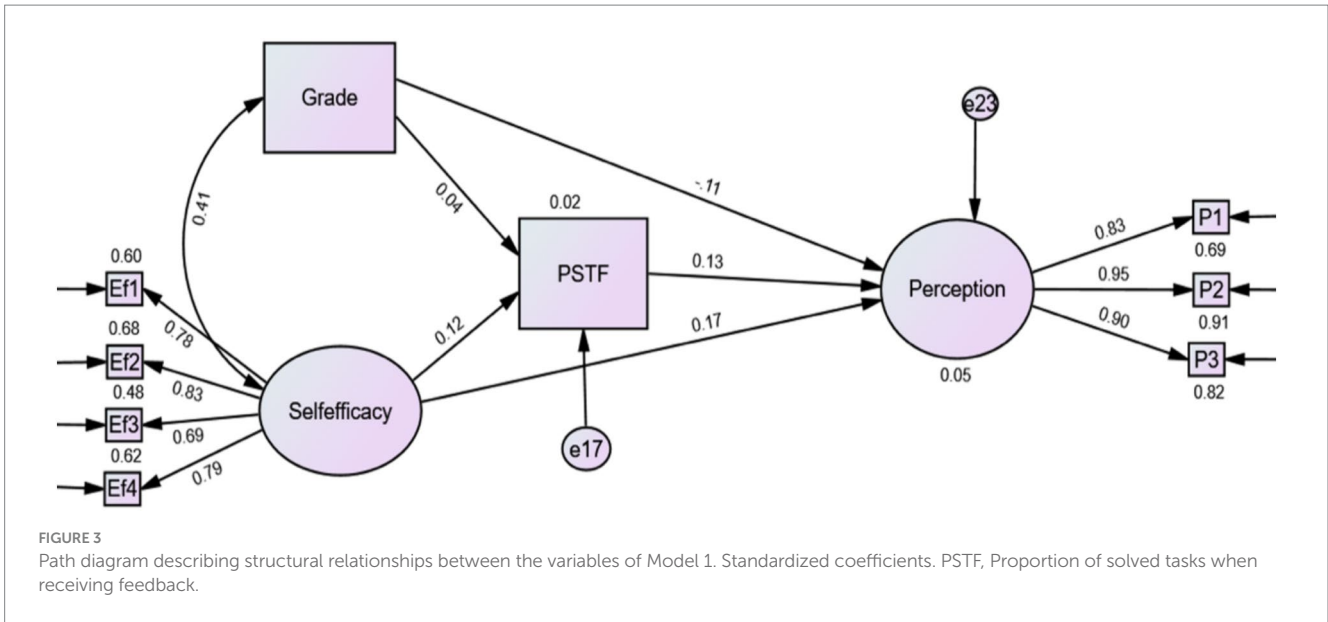 Grade
e23
-.11
0.41
0.04
0.02
0.83
P1
0.69
0.60
Ef1
PSTF
0.13
Perception
0.95
P2
0.91
0.78
0.68
Ef2
0.12
0.17
0.90
P3
0.82
0.05
0.83
0.48
Ef3
Selfefficacy
0.69
0.62
e17
Ef4
0.79
FIGURE 3
Path diagram describing structural relationships between the variables of Model 1. Standardized coefficients. PSTF, Proportion of solved tasks when
receiving feedback.